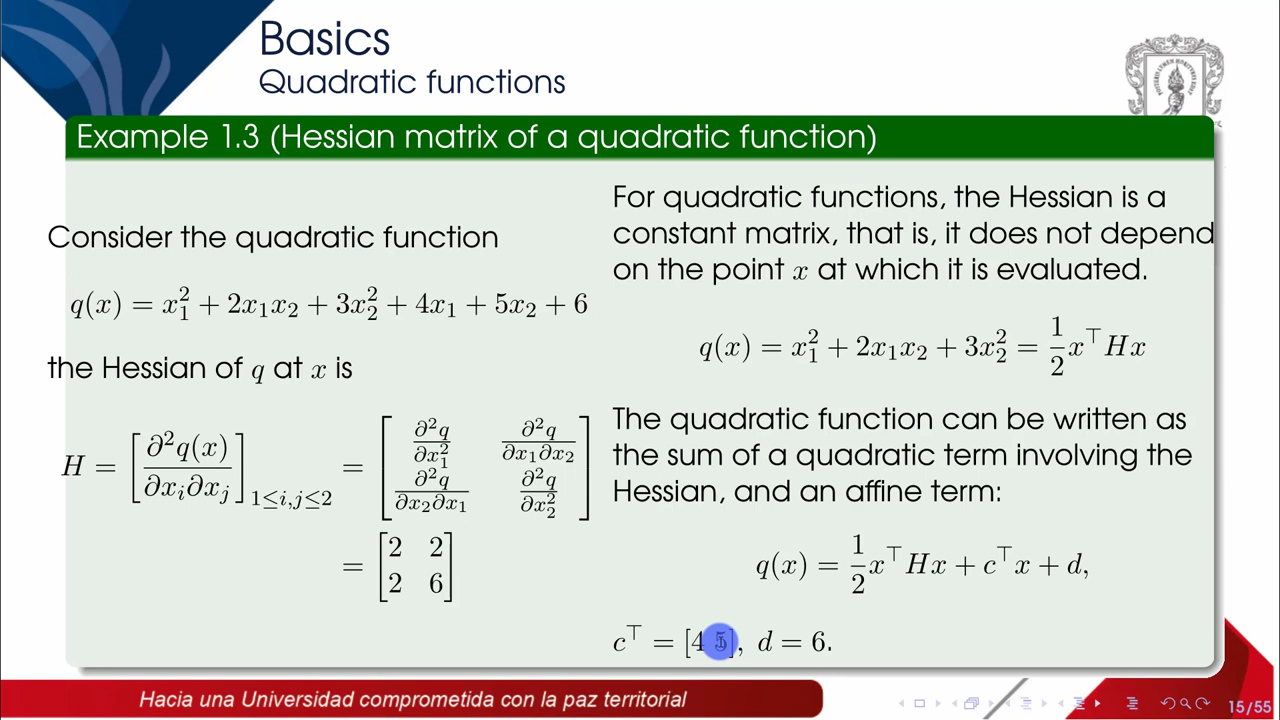 Basics
Quadratic functions
Example 1.3 (Hessian matrix of a quadratic function)
Consider the quadratic function
q(x) = x₁² + 2x₁x₂ + 3x₂² + 4x₁ + 5x₂ + 6
the Hessian of q at x is
H = [∂²q(x)/∂xᵢ∂xⱼ]₁≤i,j≤2 = [∂²q/∂x₁² ∂²q/∂x₁∂x₂; ∂²q/∂x₂∂x₁ ∂²q/∂x₂²]
= [2 2; 2 6]
For quadratic functions, the Hessian is a
constant matrix, that is, it does not depend
on the point x at which it is evaluated.
q(x) = x₁² + 2x₁x₂ + 3x₂² = 1/2 x⊤Hx
The quadratic function can be written as
the sum of a quadratic term involving the
Hessian, and an affine term:
q(x) = 1/2 x⊤Hx + c⊤x + d,
c⊤ = [4 5], d = 6.
Hacia una Universidad comprometida con la paz territorial
15/55